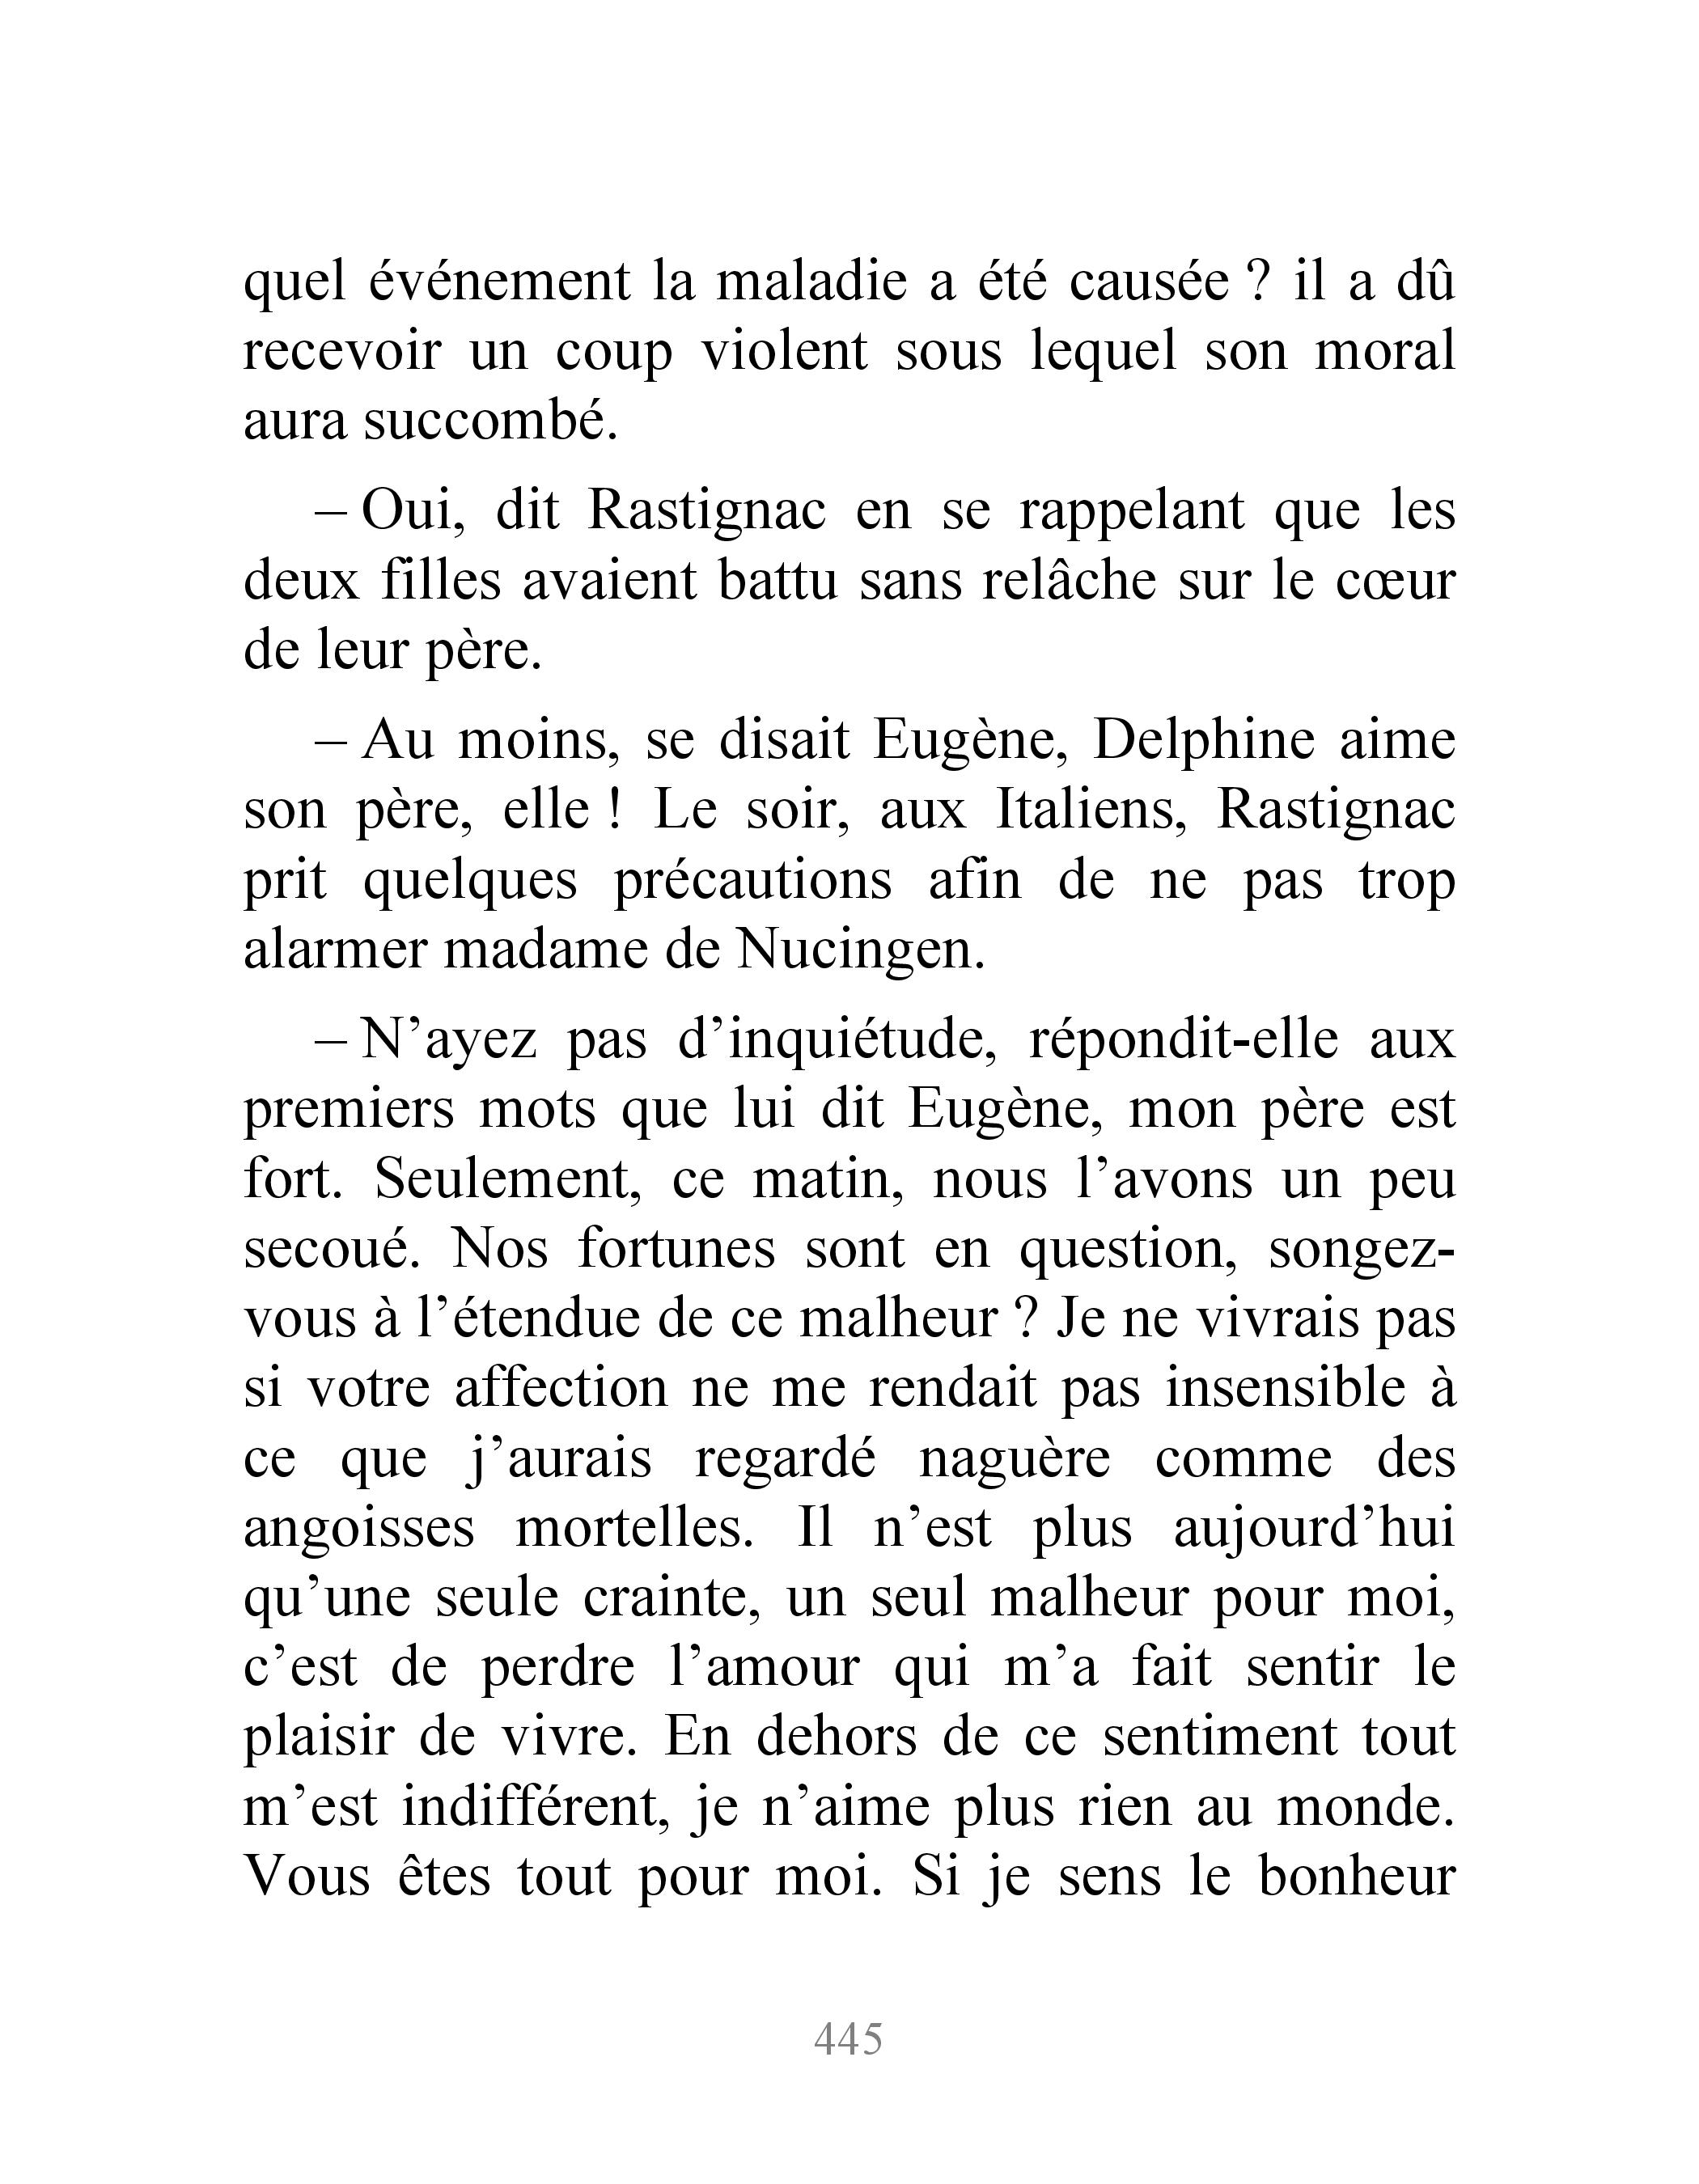 quel événement la maladie a été causée ? il a dû
recevoir un coup violent sous lequel son moral
aura succombé.
– Oui, dit Rastignac en se rappelant que les
deux filles avaient battu sans relâche sur le cœur
de leur père.
– Au moins, se disait Eugène, Delphine aime
son père, elle ! Le soir, aux Italiens, Rastignac
prit quelques précautions afin de ne pas trop
alarmer madame de Nucingen.
– N’ayez pas d’inquiétude, répondit-elle aux
premiers mots que lui dit Eugène, mon père est
fort. Seulement, ce matin, nous l’avons un peu
secoué. Nos fortunes sont en question, songez-
vous à l’étendue de ce malheur ? Je ne vivrais pas
si votre affection ne me rendait pas insensible à
ce que j’aurais regardé naguère comme des
angoisses mortelles. Il n’est plus aujourd’hui
qu’une seule crainte, un seul malheur pour moi,
c’est de perdre l’amour qui m’a fait sentir le
plaisir de vivre. En dehors de ce sentiment tout
m’est indifférent, je n’aime plus rien au monde.
Vous êtes tout pour moi. Si je sens le bonheur
445